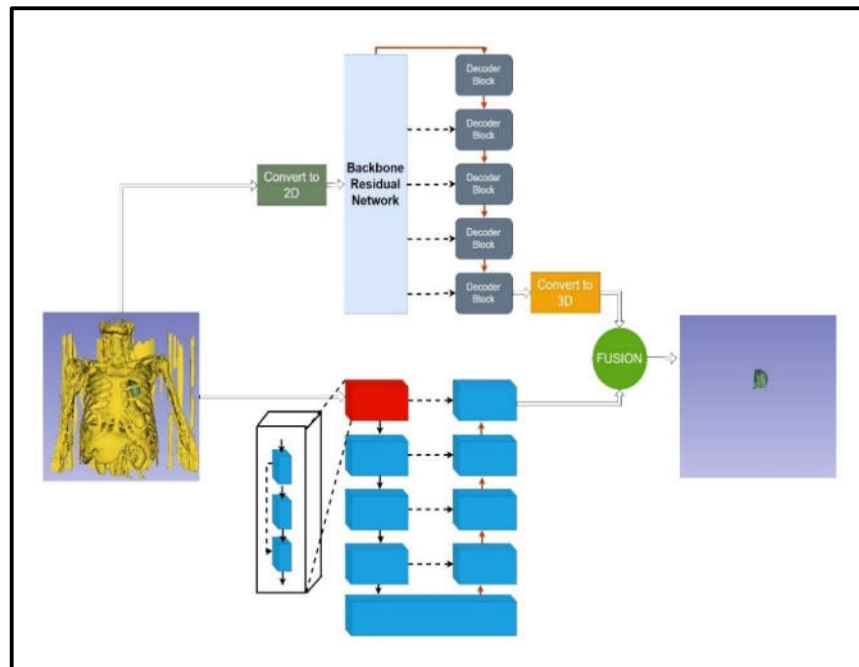 Decoder
Block
Decoder
Block
Convert to
2D
Backbone
Residual
Network
Decoder
Block
Decoder
Block
Decoder
Block
Convert to
3D
FUSION